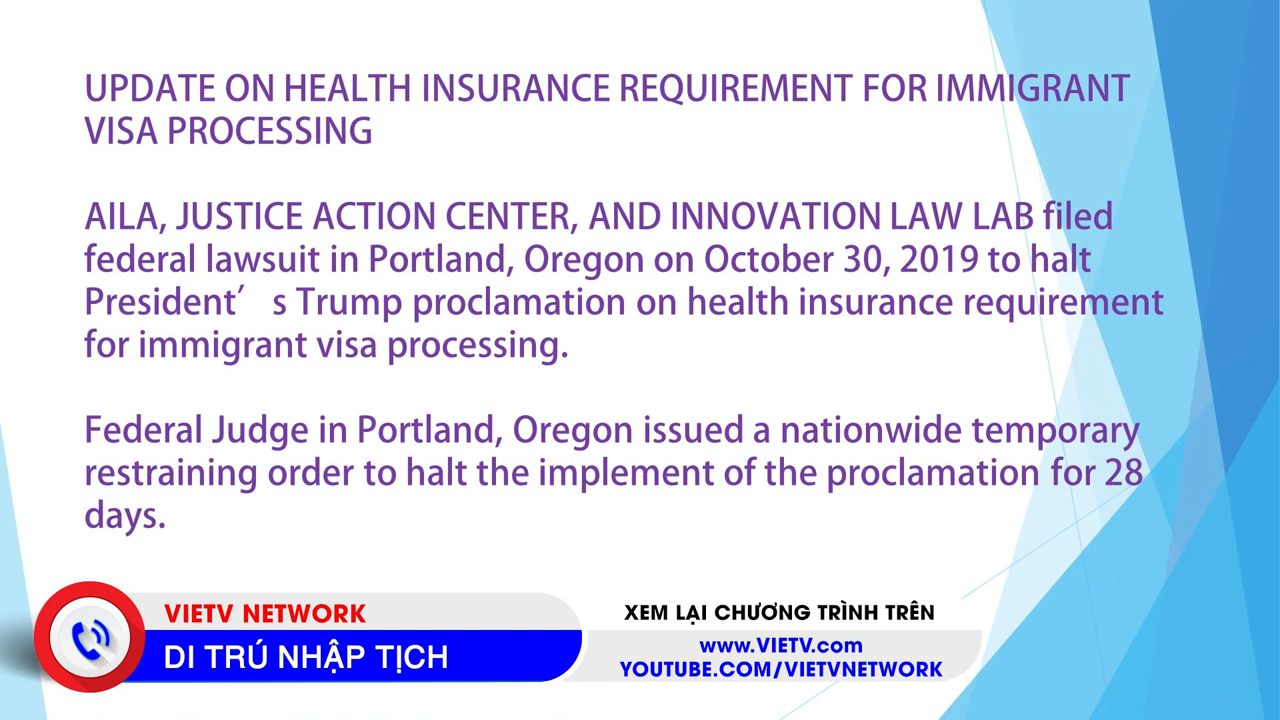 UPDATE ON HEALTH INSURANCE REQUIREMENT FOR IMMIGRANT
VISA PROCESSING
AILA, JUSTICE ACTION CENTER, AND INNOVATION LAW LAB filed
federal lawsuit in Portland, Oregon on October 30, 2019 to halt
President′ s Trump proclamation on health insurance requirement
for immigrant visa processing.
Federal Judge in Portland, Oregon issued a nationwide temporary
restraining order to halt the implement of the proclamation for 28
days.
VIETV NETWORK
DI TRÚ NHẬP TỊCH
XEM LẠI CHƯƠNG TRÌNH TRÊN
www.VIETV.com
YOUTUBE.COM/VIETVNETWORK